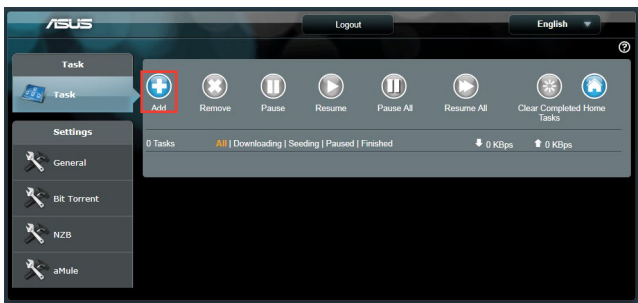 ASUS
Logout
English
?
Task
Task
Settings
General
Bit Torrent
NZB
aMule
Add
Remove
Pause
Resume
Pause All
Resume All
Clear Completed Tasks
Home
0 Tasks
All | Downloading | Seeding | Paused | Finished
0 KBps
0 KBps